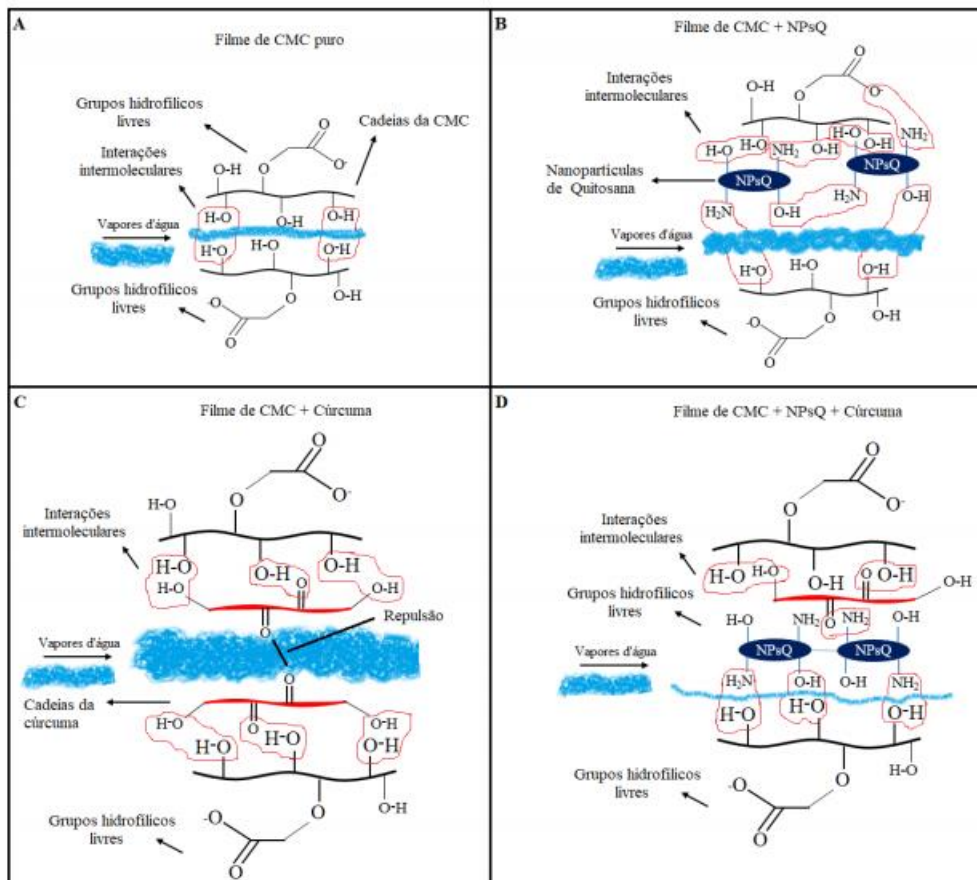 A
Filme de CMC puro
Grupos hidrofílicos
livres
Cadeias da CMC
Interações
intermoleculares
Vapores d'água
Grupos hidrofílicos
livres
O
O-
O
O-H
H-O
O-H
O-H
H-O
H-O
O-H
O-H
O
-O
O
B
Filme de CMC + NPsQ
Interações
intermoleculares
Nanopartículas
de Quitosana
Vapores d'água
Grupos hidrofílicos
livres
O
O-
O-H
O
H-O
H-O
NH2
O-H
H-O
O-H
NH2
NPsQ
NPsQ
H2N
O-H
H2N
O-H
H-O
H-O
O-H
O-H
O
-O
O
C
Filme de CMC + Cúrcuma
Interações
intermoleculares
Repulsão
Vapores d'água
Cadeias da
cúrcuma
Grupos hidrofílicos
livres
O
O-
O
H-O
H-O
O-H
O-H
H-O
O-H
O
O
O
O
H-O
O
O-H
H-O
H-O
O-H
O-H
O
-O
O
D
Filme de CMC + NPsQ + Cúrcuma
Interações
intermoleculares
Grupos hidrofílicos
livres
Vapores d'água
Grupos hidrofílicos
livres
O
O-
O
H-O
H-O
O-H
O
O-H
O-H
O
H-O
NH2
NH2
O-H
NPsQ
NPsQ
H2N
O-H
O-H
NH2
H-O
H-O
O-H
H-O
O
-O
O